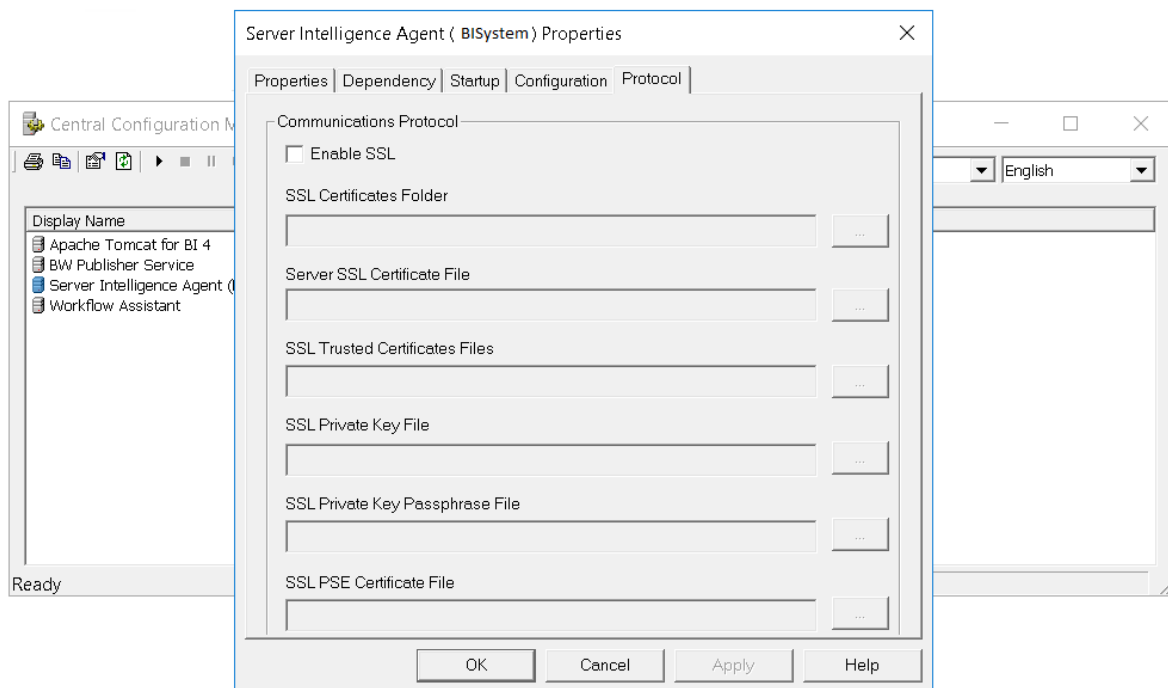 Server Intelligence Agent ( BISystem ) Properties
Properties
Dependency
Startup
Configuration
Protocol
Central Configuration M
English
Communications Protocol
Enable SSL
SSL Certificates Folder
...
Server SSL Certificate File
...
SSL Trusted Certificates Files
...
SSL Private Key File
...
SSL Private Key Passphrase File
...
SSL PSE Certificate File
...
Display Name
Apache Tomcat for BI 4
BW Publisher Service
Server Intelligence Agent (
Workflow Assistant
Ready
OK
Cancel
Apply
Help